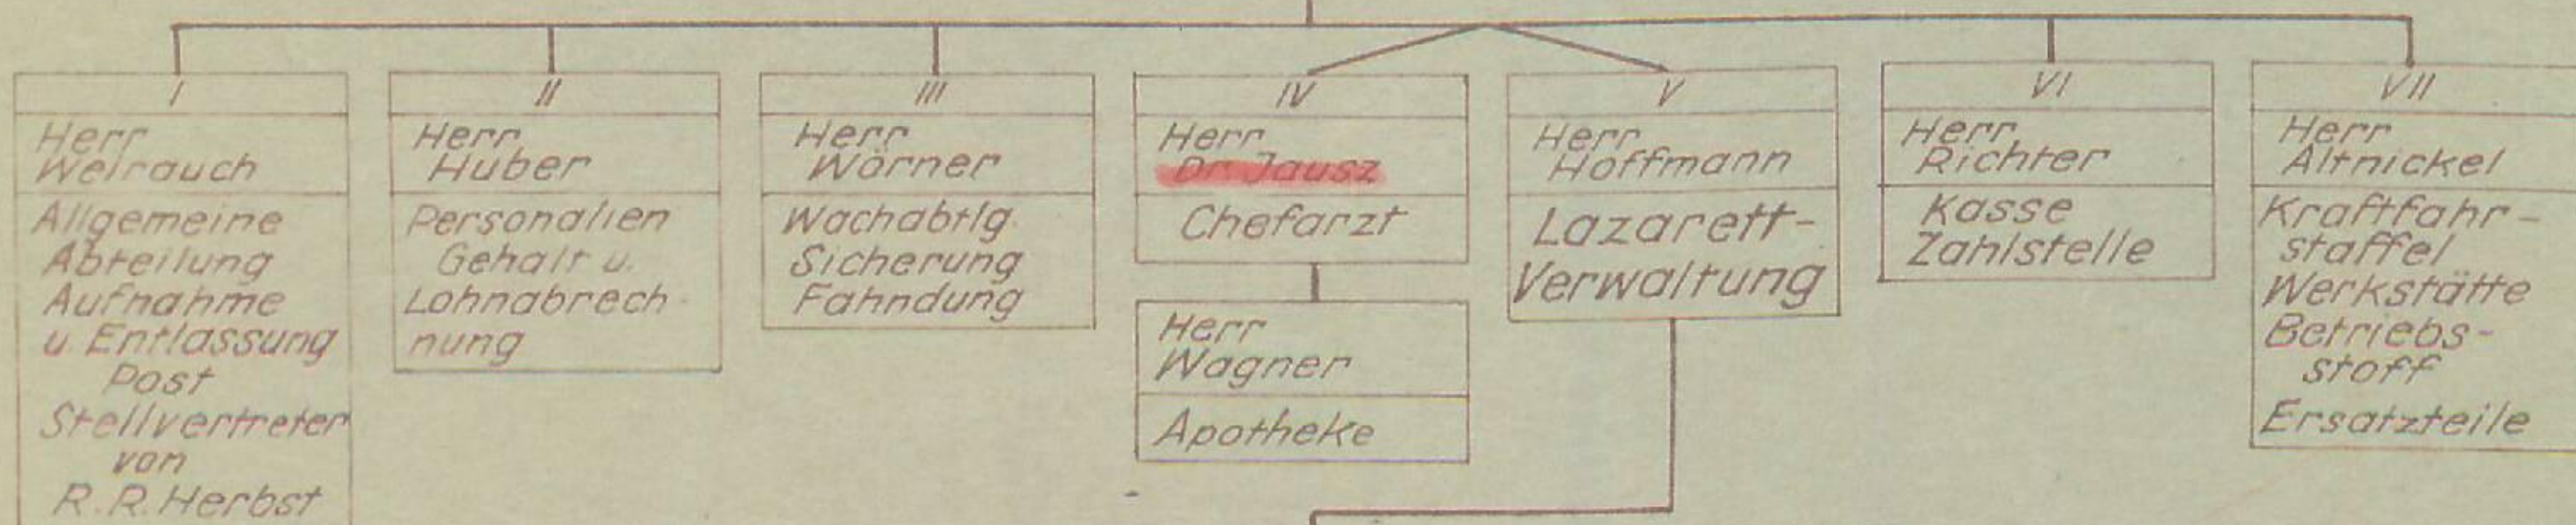 I
Herr
Weirauch
Allgemeine
Abteilung
Aufnahme
u. Entlassung
Post
Stellvertreter
von
R.R. Herbst
II
Herr
Huber
Personalien
Gehalt u.
Lohnabrech-
nung
III
Herr
Wörner
Wachabtlg.
Sicherung
Fahndung
IV
Herr
Dr. Jausz
Chefarzt
Herr
Wagner
Apotheke
V
Herr
Hoffmann
Lazarett-
Verwaltung
VI
Herr
Richter
Kasse
Zahlstelle
VII
Herr
Altnickel
Kraftfahr-
staffel
Werkstätte
Betriebs-
stoff
Ersatzteile